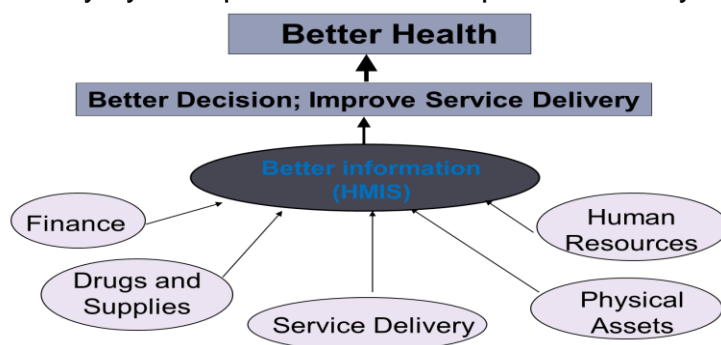 Better Health
Better Decision; Improve Service Delivery
Better information
(HMIS)
Finance
Human
Resources
Drugs and
Supplies
Physical
Assets
Service Delivery